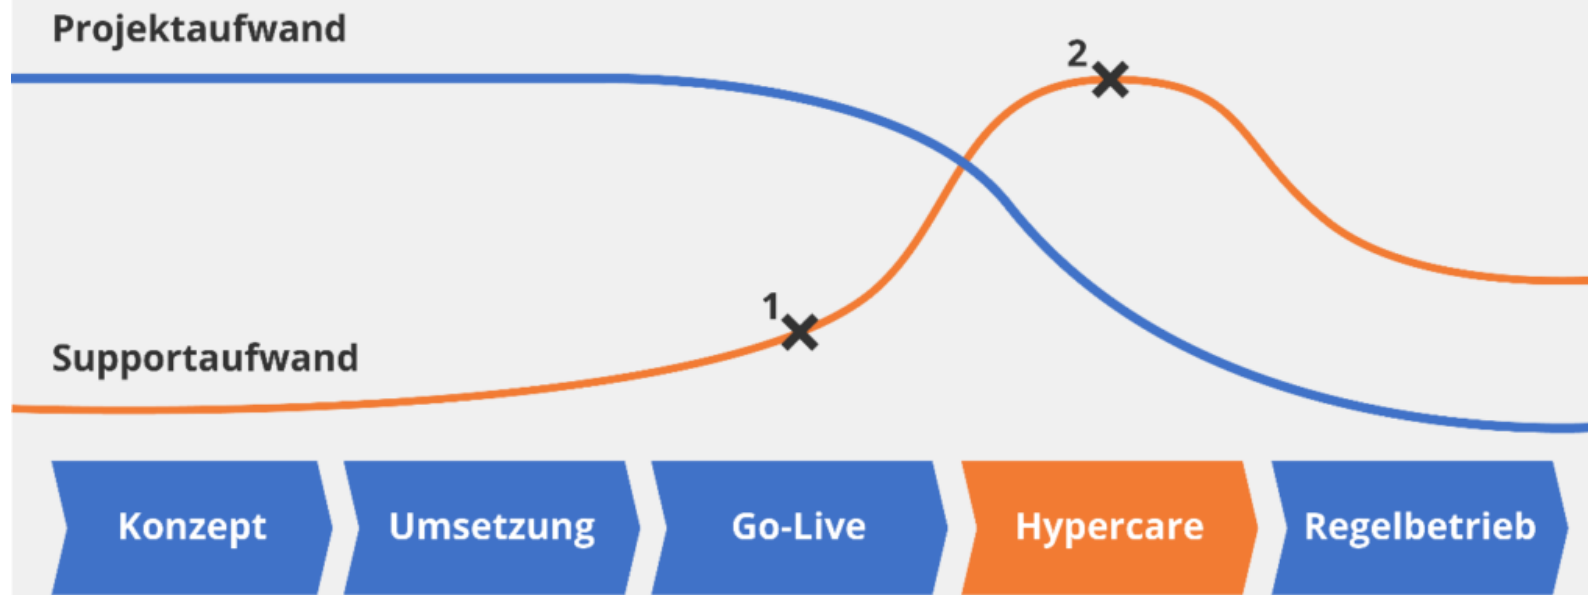 Projektaufwand
2
1
Supportaufwand
Konzept
Umsetzung
Go-Live
Hypercare
Regelbetrieb